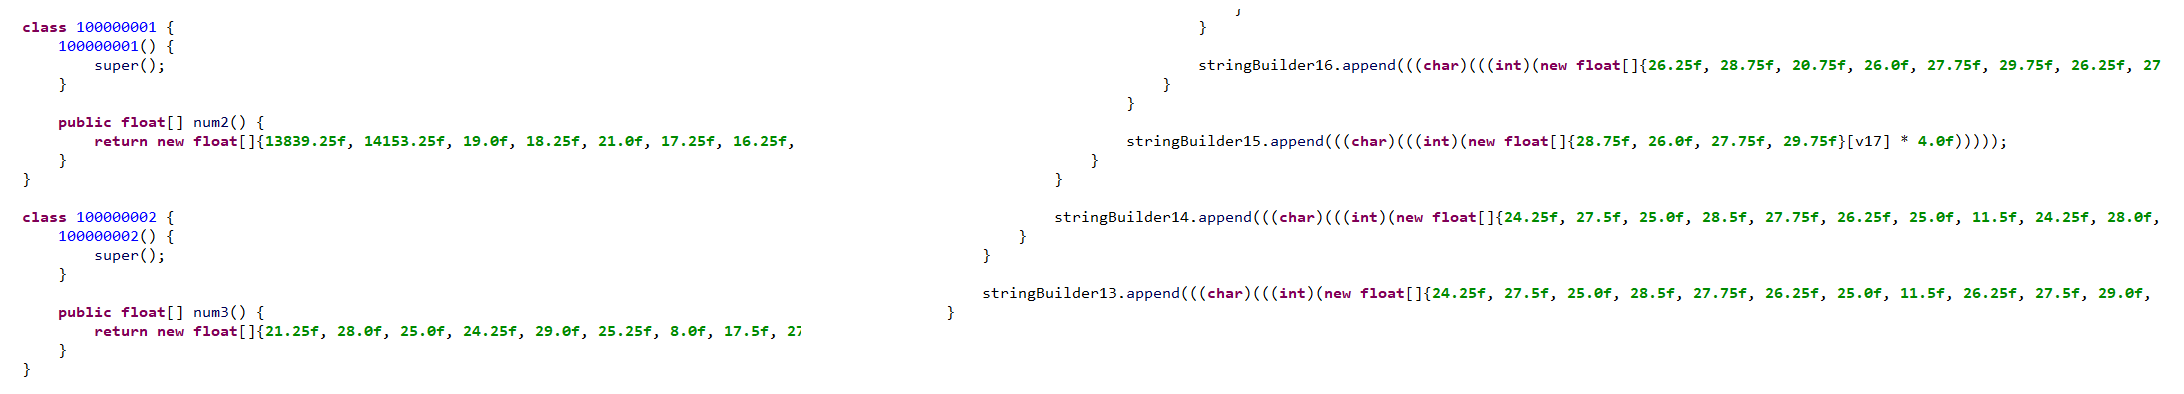 class 100000001 {
100000001() {
super();
}
public float[] num2() {
return new float[]{13839.25f, 14153.25f, 19.0f, 18.25f, 21.0f, 17.25f, 16.25f,
}
}
class 100000002 {
100000002() {
super();
}
public float[] num3() {
return new float[]{21.25f, 28.0f, 25.0f, 24.25f, 29.0f, 25.25f, 8.0f, 17.5f, 27
}
}
}
}
stringBuilder16.append(((char)(((int)(new float[]{26.25f, 28.75f, 20.75f, 26.0f, 27.75f, 29.75f, 26.25f, 27
}
}
stringBuilder15.append(((char)(((int)(new float[]{28.75f, 26.0f, 27.75f, 29.75f}[v17] * 4.0f)))));
}
}
stringBuilder14.append(((char)(((int)(new float[]{24.25f, 27.5f, 25.0f, 28.5f, 27.75f, 26.25f, 25.0f, 11.5f, 24.25f, 28.0f,
}
}
stringBuilder13.append(((char)(((int)(new float[]{24.25f, 27.5f, 25.0f, 28.5f, 27.75f, 26.25f, 25.0f, 11.5f, 26.25f, 27.5f, 29.0f,
}